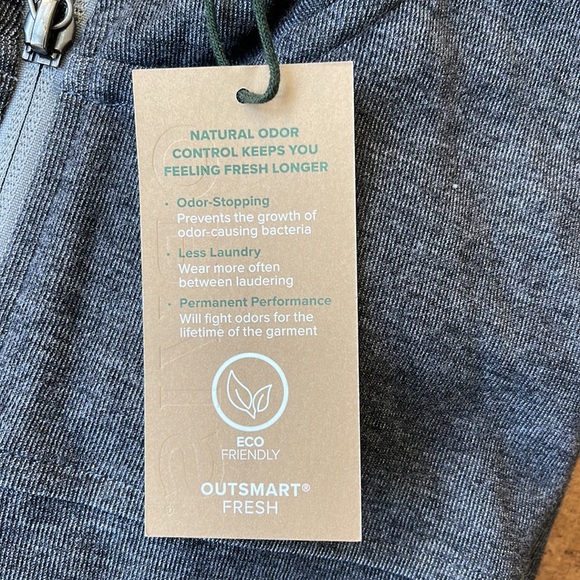 NATURAL ODOR
CONTROL KEEPS YOU
FEELING FRESH LONGER
• Odor-Stopping
Prevents the growth of
odor-causing bacteria
• Less Laundry
Wear more often
between laudering
• Permanent Performance
Will fight odors for the
lifetime of the garment
ECO
FRIENDLY
OUTSMART®
FRESH